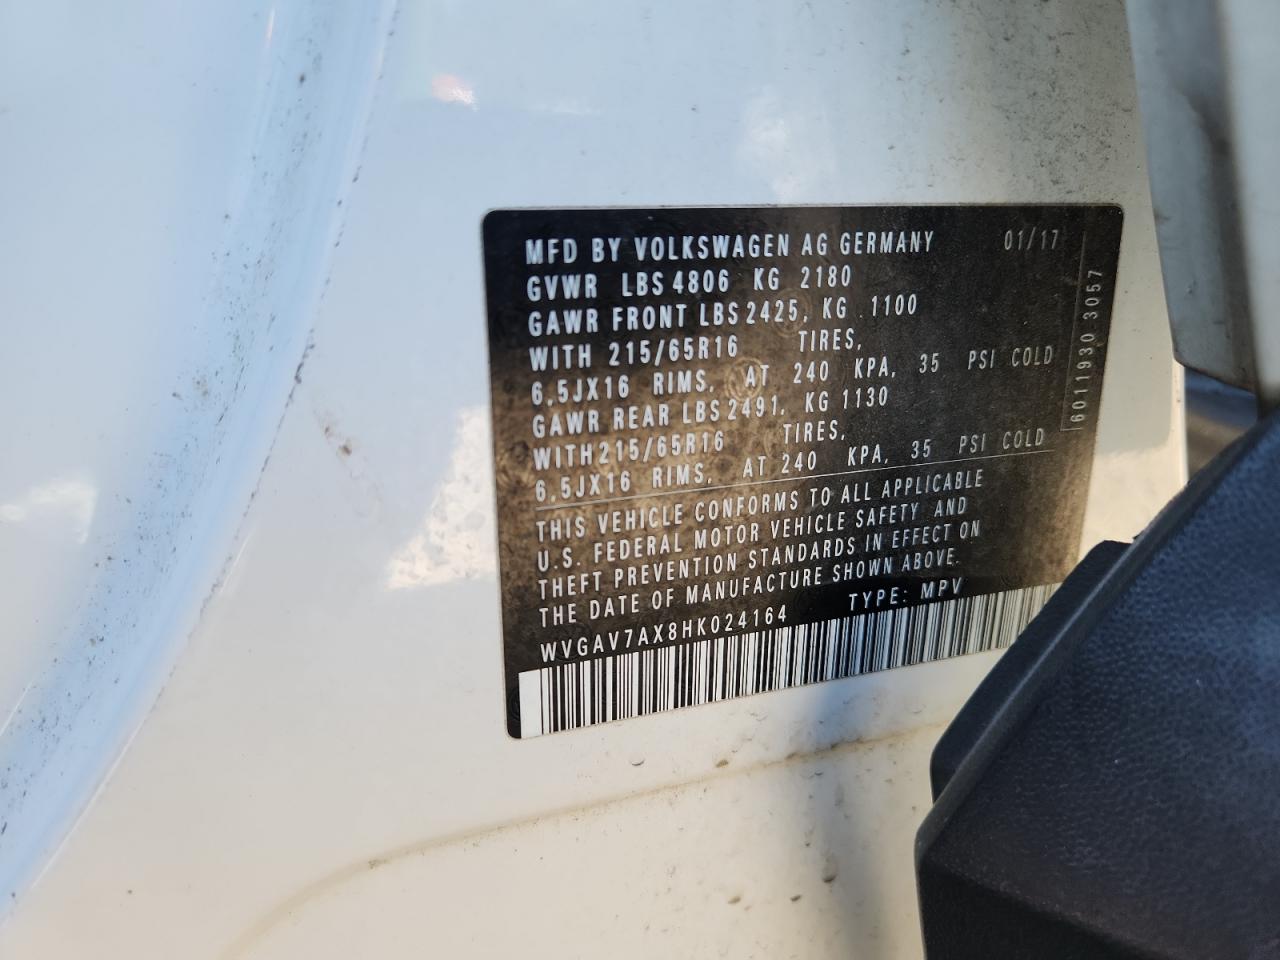 MFD BY VOLKSWAGEN AG GERMANY 01/17
GVWR LBS 4806 KG 2180
GAWR FRONT LBS 2425, KG 1100
WITH 215/65R16 TIRES,
6,5JX16 RIMS, AT 240 KPA, 35 PSI COLD
GAWR REAR LBS 2491, KG 1130
WITH 215/65R16 TIRES,
6,5JX16 RIMS, AT 240 KPA, 35 PSI COLD
THIS VEHICLE CONFORMS TO ALL APPLICABLE
U.S. FEDERAL MOTOR VEHICLE SAFETY AND
THEFT PREVENTION STANDARDS IN EFFECT ON
THE DATE OF MANUFACTURE SHOWN ABOVE.
WVGAV7AX8HK024164 TYPE: MPV
6011930 3057